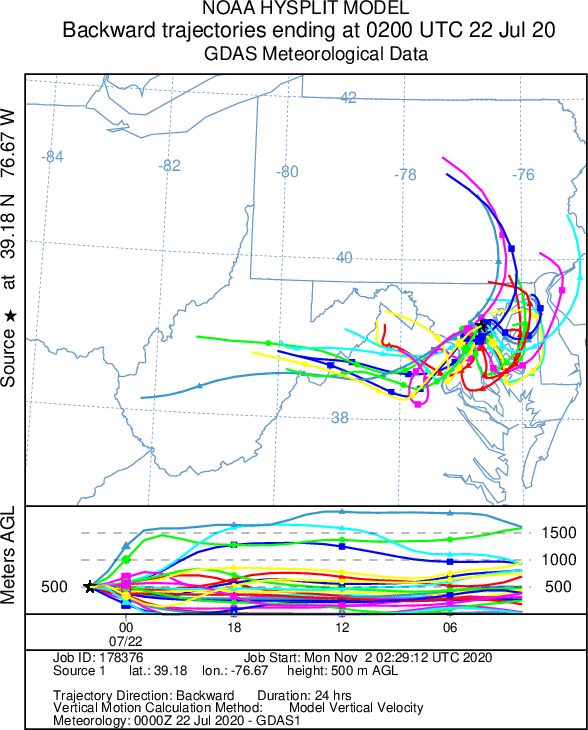 NOAA HYSPLIT MODEL
Backward trajectories ending at 0200 UTC 22 Jul 20
GDAS Meteorological Data
Source ★ at 39.18 N 76.67 W
42
-84
-82
-80
-78
-76
40
38
Meters AGL
1500
1000
500
500
00
18
12
06
07/22
Job ID: 178376 Job Start: Mon Nov 2 02:29:12 UTC 2020
Source 1 lat.: 39.18 lon.: -76.67 height: 500 m AGL
Trajectory Direction: Backward Duration: 24 hrs
Vertical Motion Calculation Method: Model Vertical Velocity
Meteorology: 0000Z 22 Jul 2020 - GDAS1